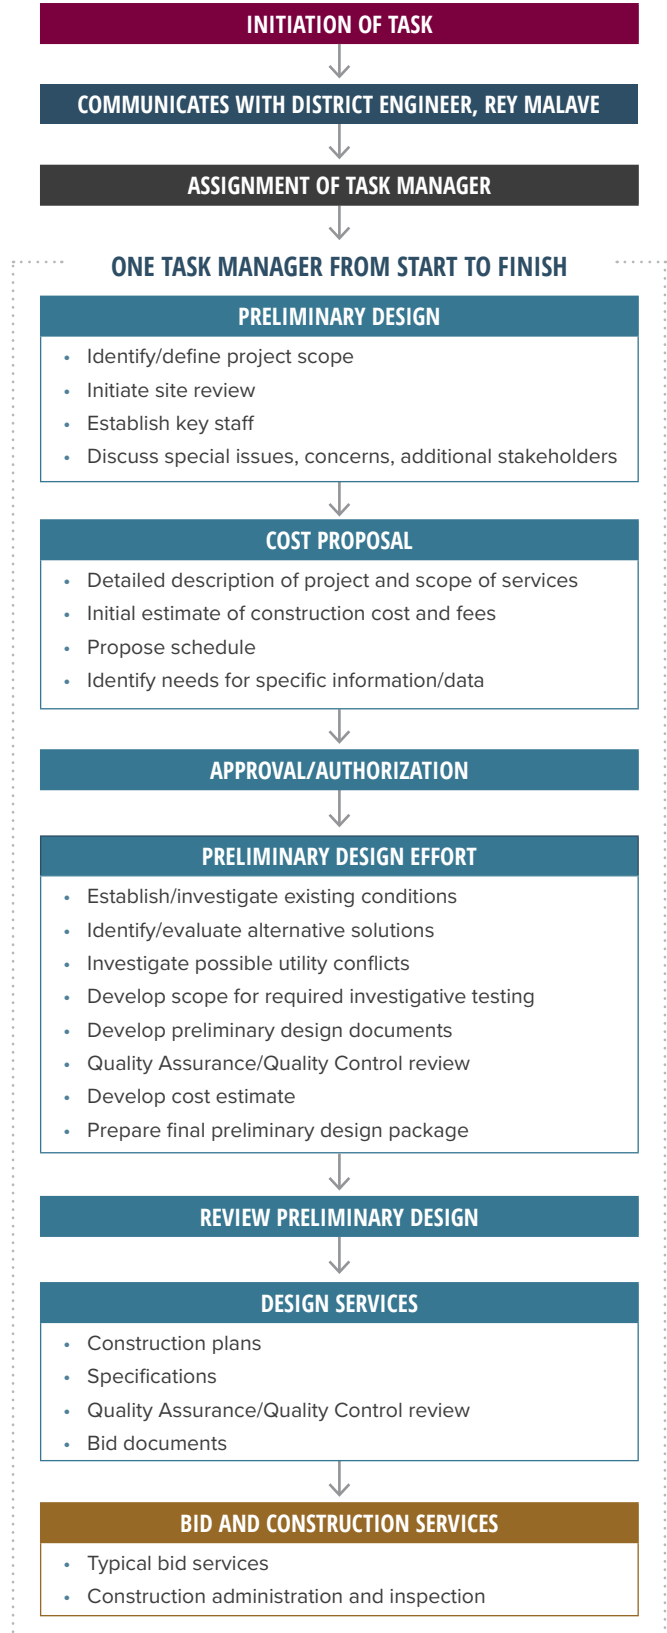 INITIATION OF TASK
COMMUNICATES WITH DISTRICT ENGINEER, REY MALAVE
ASSIGNMENT OF TASK MANAGER
ONE TASK MANAGER FROM START TO FINISH
PRELIMINARY DESIGN
• Identify/define project scope
• Initiate site review
• Establish key staff
• Discuss special issues, concerns, additional stakeholders
COST PROPOSAL
• Detailed description of project and scope of services
• Initial estimate of construction cost and fees
• Propose schedule
• Identify needs for specific information/data
APPROVAL/AUTHORIZATION
PRELIMINARY DESIGN EFFORT
• Establish/investigate existing conditions
• Identify/evaluate alternative solutions
• Investigate possible utility conflicts
• Develop scope for required investigative testing
• Develop preliminary design documents
• Quality Assurance/Quality Control review
• Develop cost estimate
• Prepare final preliminary design package
REVIEW PRELIMINARY DESIGN
DESIGN SERVICES
• Construction plans
• Specifications
• Quality Assurance/Quality Control review
• Bid documents
BID AND CONSTRUCTION SERVICES
• Typical bid services
• Construction administration and inspection